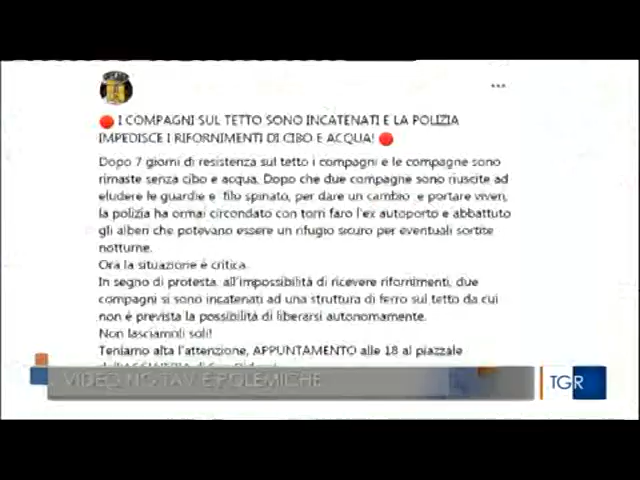 I COMPAGNI SUL TETTO SONO INCATENATI E LA POLIZIA
IMPEDISCE I RIFORNIMENTI DI CIBO E ACQUA!
Dopo 7 giorni di resistenza sul tetto i compagni e le compagne sono
rimaste senza cibo e acqua. Dopo che due compagne sono riuscite ad
eludere le guardie e filo spinato, per dare un cambio e portare viveri,
la polizia ha ormai circondato con torri faro l'ex autoporto e abbattuto
gli alberi che potevano essere un rifugio sicuro per eventuali sortite
notturne.
Ora la situazione è critica.
In segno di protesta, all'impossibilità di ricevere rifornimenti, due
compagni si sono incatenati ad una struttura di ferro sul tetto da cui
non è prevista la possibilità di liberarsi autonomamente.
Non lasciamoli soli!
Teniamo alta l'attenzione, APPUNTAMENTO alle 18 al piazzale
VIDEO NO TAV E POLEMICHE
TGR